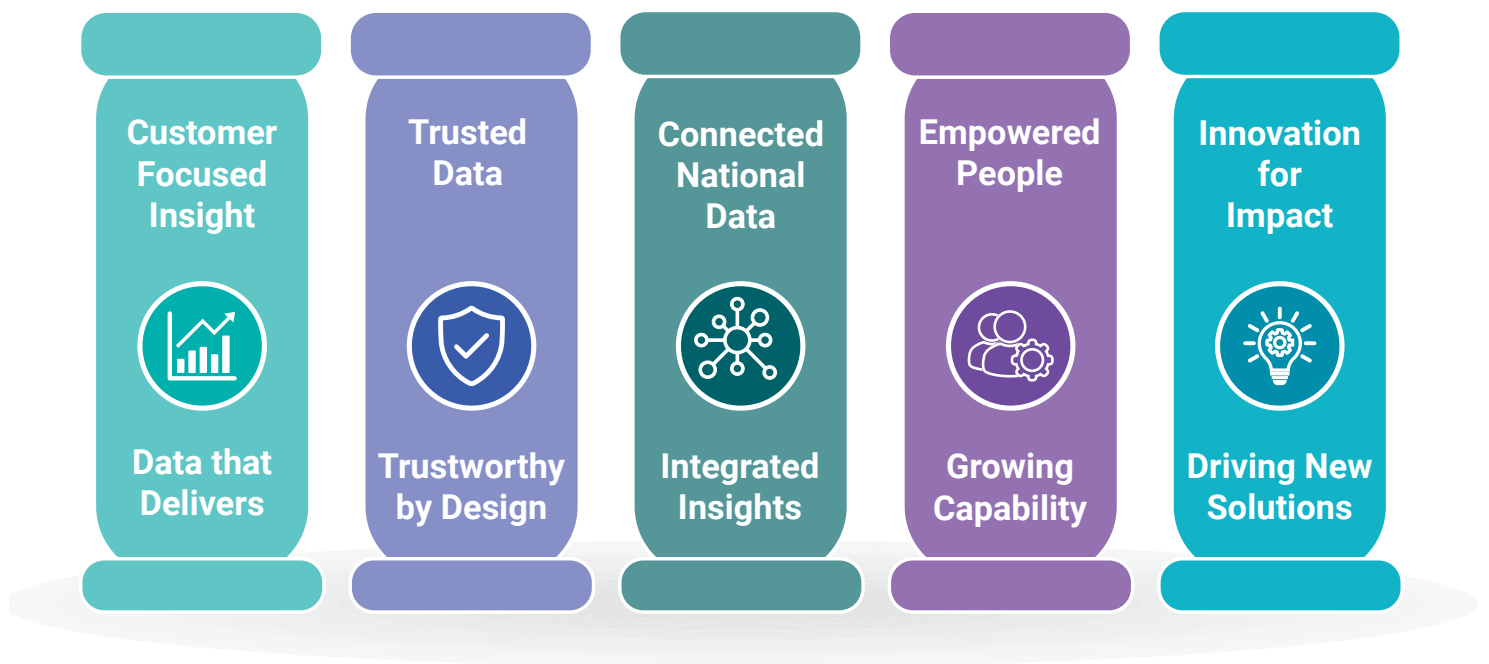 Customer
Focused
Insight
Data that
Delivers
Trusted
Data
Trustworthy
by Design
Connected
National
Data
Integrated
Insights
Empowered
People
Growing
Capability
Innovation
for
Impact
Driving New
Solutions